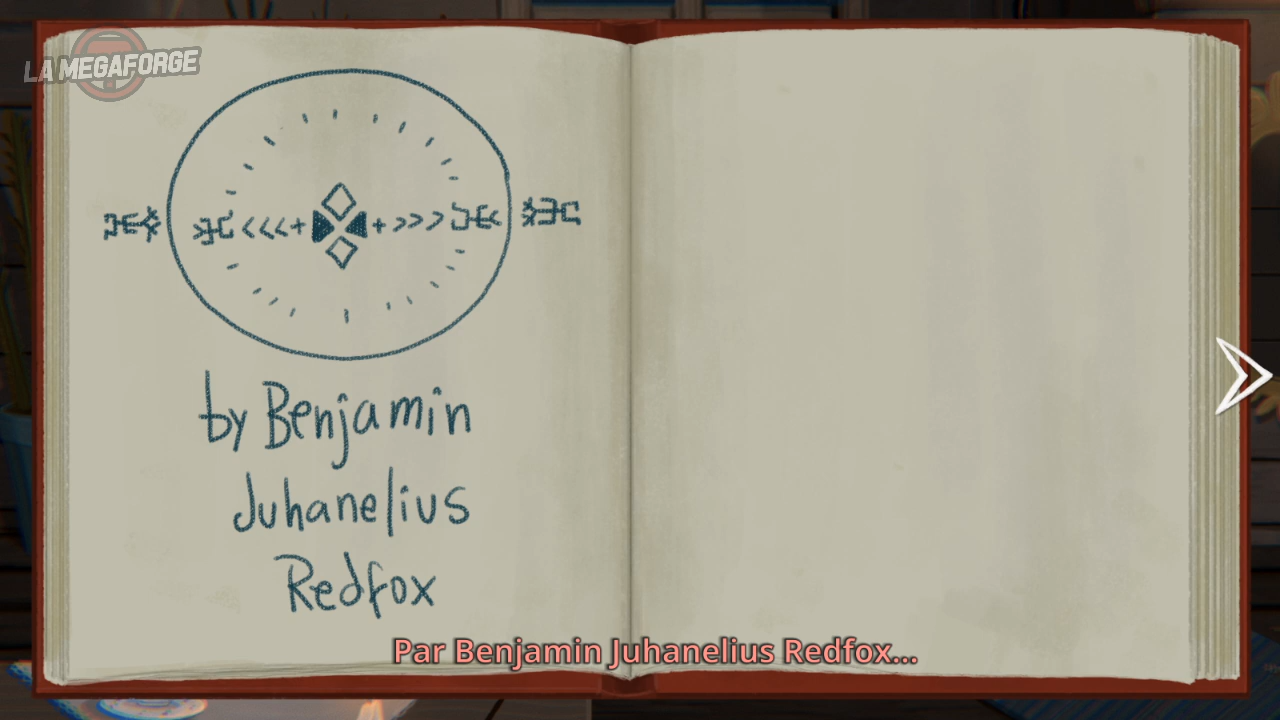 LA MEGAFORGE
by Benjamin
Juhanelius
Redfox
Par Benjamin Juhanelius Redfox...